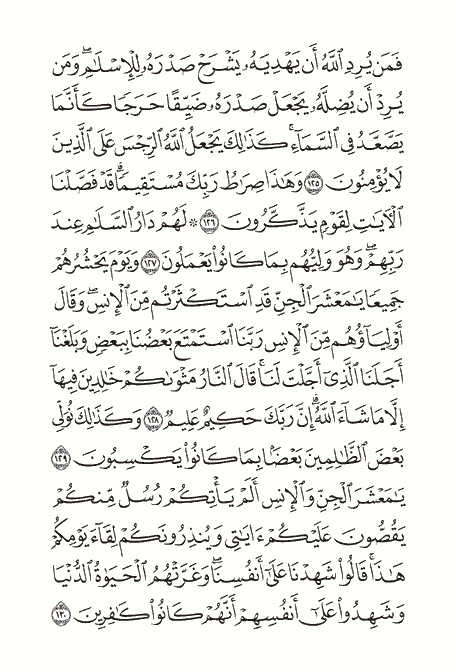 فَمَن يُرِدِ ٱللَّهُ أَن يَهْدِيَهُۥ يَشْرَحْ صَدْرَهُۥ لِلْإِسْلَٰمِۖ وَمَن
يُرِدْ أَن يُضِلَّهُۥ يَجْعَلْ صَدْرَهُۥ ضَيِّقًا حَرَجًا كَأَنَّمَا
يَصَّعَّدُ فِي ٱلسَّمَآءِۚ كَذَٰلِكَ يَجْعَلُ ٱللَّهُ ٱلرِّجْسَ عَلَى ٱلَّذِينَ
لَا يُؤْمِنُونَ ١٢٥ وَهَٰذَا صِرَٰطُ رَبِّكَ مُسْتَقِيمًاۗ قَدْ فَصَّلْنَا
ٱلْأٓيَٰتِ لِقَوْمٍ يَذَّكَّرُونَ ١٢٦ ۞ لَهُمْ دَارُ ٱلسَّلَٰمِ عِندَ
رَبِّهِمْۖ وَهُوَ وَلِيُّهُم بِمَا كَانُوا۟ يَعْمَلُونَ ١٢٧ وَيَوْمَ يَحْشُرُهُمْ
جَمِيعًا يَٰمَعْشَرَ ٱلْجِنِّ قَدِ ٱسْتَكْثَرْتُم مِّنَ ٱلْإِنسِۖ وَقَالَ
أَوْلِيَآؤُهُم مِّنَ ٱلْإِنسِ رَبَّنَا ٱسْتَمْتَعَ بَعْضُنَا بِبَعْضٍ وَبَلَغْنَآ
أَجَلَنَا ٱلَّذِىٓ أَجَّلْتَ لَنَاۚ قَالَ ٱلنَّارُ مَثْوَىٰكُمْ خَٰلِدِينَ فِيهَآ
إِلَّا مَا شَآءَ ٱللَّهُۗ إِنَّ رَبَّكَ حَكِيمٌ عَلِيمٌ ١٢٨ وَكَذَٰلِكَ نُوَلِّى
بَعْضَ ٱلظَّٰلِمِينَ بَعْضًۢا بِمَا كَانُوا۟ يَكْسِبُونَ ١٢٩
يَٰمَعْشَرَ ٱلْجِنِّ وَٱلْإِنسِ أَلَمْ يَأْتِكُمْ رُسُلٌ مِّنكُمْ
يَقُصُّونَ عَلَيْكُمْ ءَايَٰتِى وَيُنذِرُونَكُمْ لِقَآءَ يَوْمِكُمْ
هَٰذَاۚ قَالُوا۟ شَهِدْنَا عَلَىٰٓ أَنفُسِنَاۖ وَغَرَّتْهُمُ ٱلْحَيَوٰةُ ٱلدُّنْيَا
وَشَهِدُوا۟ عَلَىٰٓ أَنفُسِهِمْ أَنَّهُمْ كَانُوا۟ كَٰفِرِينَ ١٣٠